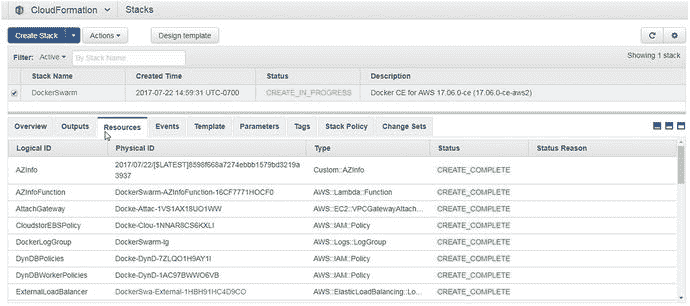 CloudFormation Stacks
Create Stack Actions Design template
Filter: Active By Stack Name Showing 1 stack
Stack Name Created Time Status Description
DockerSwarm 2017-07-22 14:59:31 UTC-0700 CREATE_IN_PROGRESS Docker CE for AWS 17.06.0-ce (17.06.0-ce-aws2)
Overview Outputs Resources Events Template Parameters Tags Stack Policy Change Sets
Logical ID Physical ID Type Status Status Reason
AZInfo 2017/07/22/[$LATEST]8598f668a7274ebbb1579bd3219a Custom::AZInfo CREATE_COMPLETE
3937
AZInfoFunction DockerSwarm-AZInfoFunction-16CF7771HOCF0 AWS::Lambda::Function CREATE_COMPLETE
AttachGateway Docke-Attac-1VS1AX18UO1WW AWS::EC2::VPCGatewayAttach... CREATE_COMPLETE
CloudstorEBSPolicy Docke-Clou-1NNAR8CS6KXLI AWS::IAM::Policy CREATE_COMPLETE
DockerLogGroup DockerSwarm-lg AWS::Logs::LogGroup CREATE_COMPLETE
DynDBPolicies Docke-DynD-7ZLQO1H9AY1I AWS::IAM::Policy CREATE_COMPLETE
DynDBWorkerPolicies Docke-DynD-1AC97BWWO6VB AWS::IAM::Policy CREATE_COMPLETE
ExternalLoadBalancer DockerSwa-External-1HBH91HC4D9CO AWS::ElasticLoadBalancing::Lo... CREATE_COMPLETE